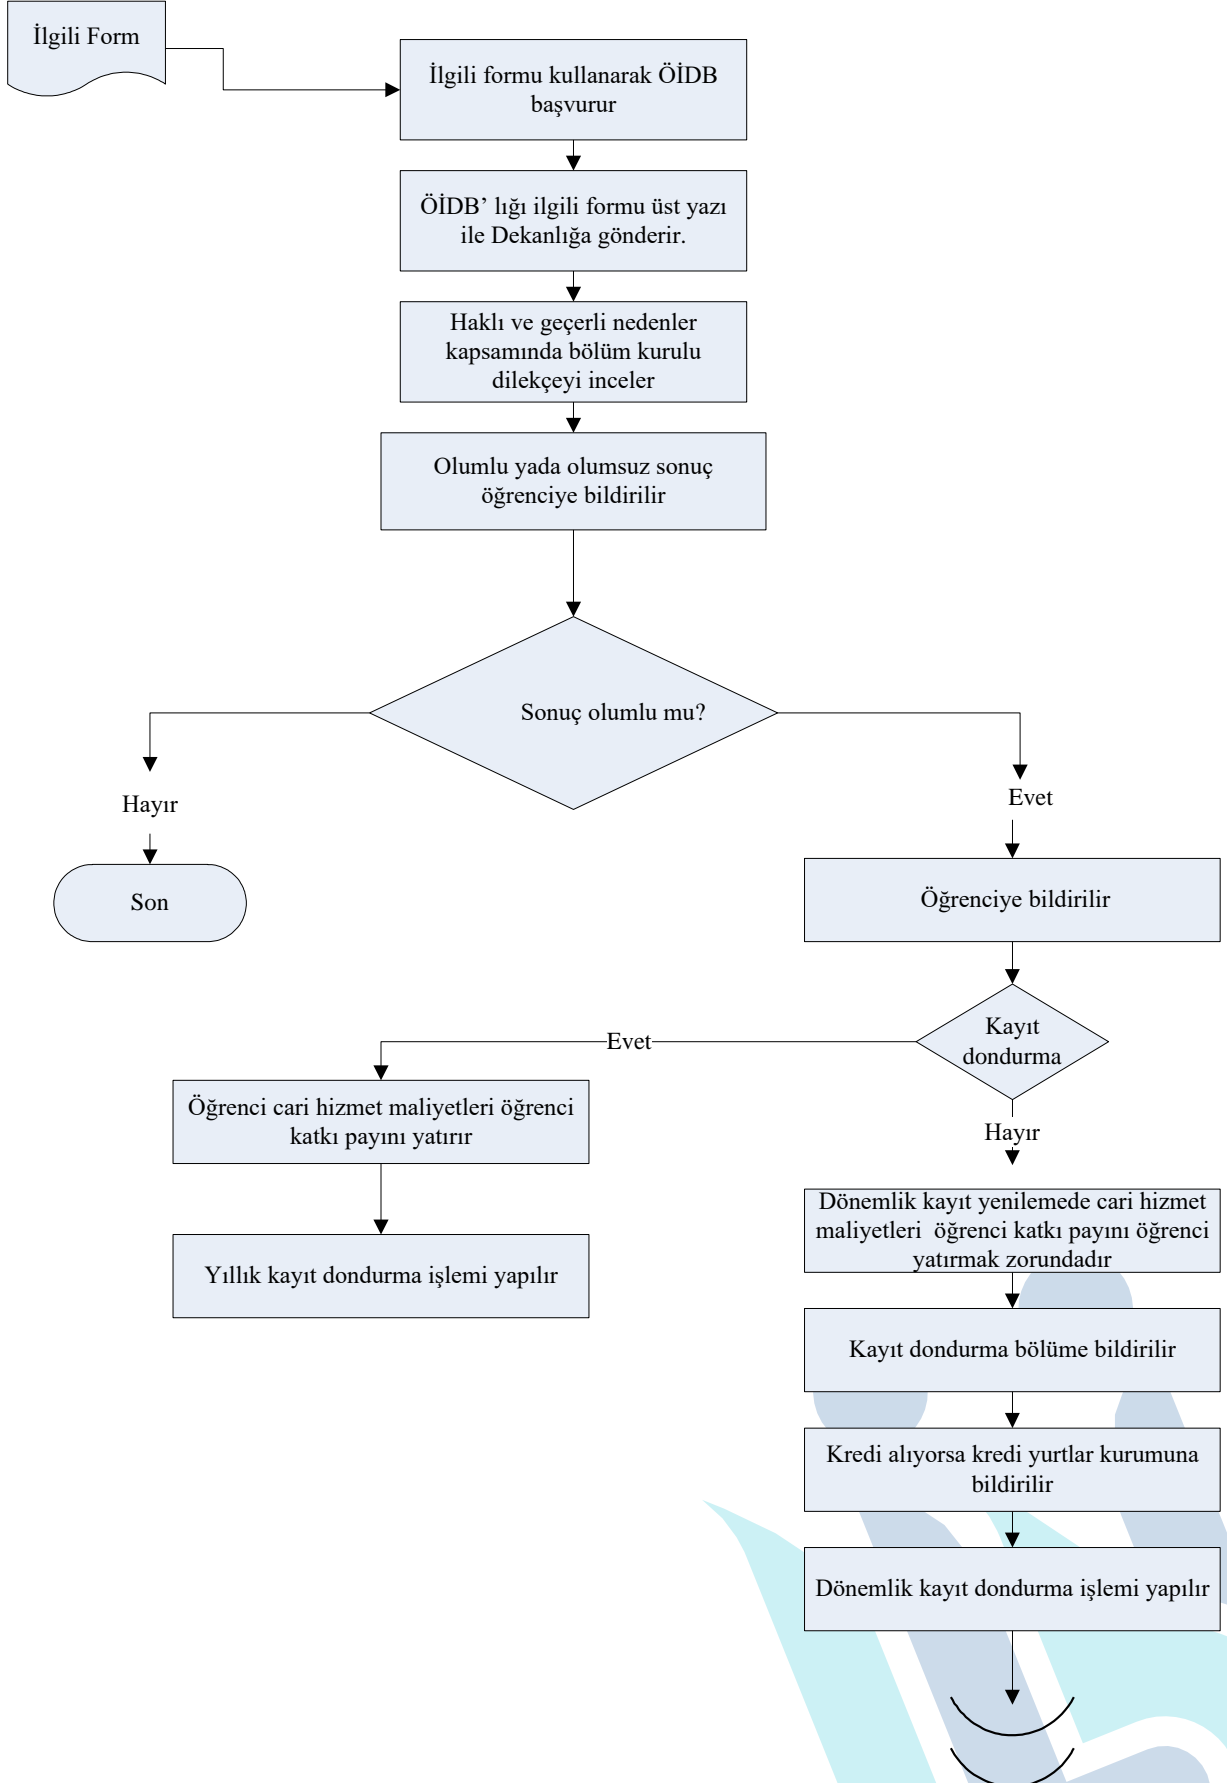 İlgili Form
İlgili formu kullanarak ÖİDB
başvurur
ÖİDB’ lığı ilgili formu üst yazı
ile Dekanlığa gönderir.
Haklı ve geçerli nedenler
kapsamında bölüm kurulu
dilekçeyi inceler
Olumlu yada olumsuz sonuç
öğrenciye bildirilir
Sonuç olumlu mu?
Hayır
Evet
Son
Öğrenciye bildirilir
Kayıt
dondurma
Evet
Hayır
Öğrenci cari hizmet maliyetleri öğrenci
katkı payını yatırır
Yıllık kayıt dondurma işlemi yapılır
Dönemlik kayıt yenilemede cari hizmet
maliyetleri  öğrenci katkı payını öğrenci
yatırmak zorundadır
Kayıt dondurma bölüme bildirilir
Kredi alıyorsa kredi yurtlar kurumuna
bildirilir
Dönemlik kayıt dondurma işlemi yapılır